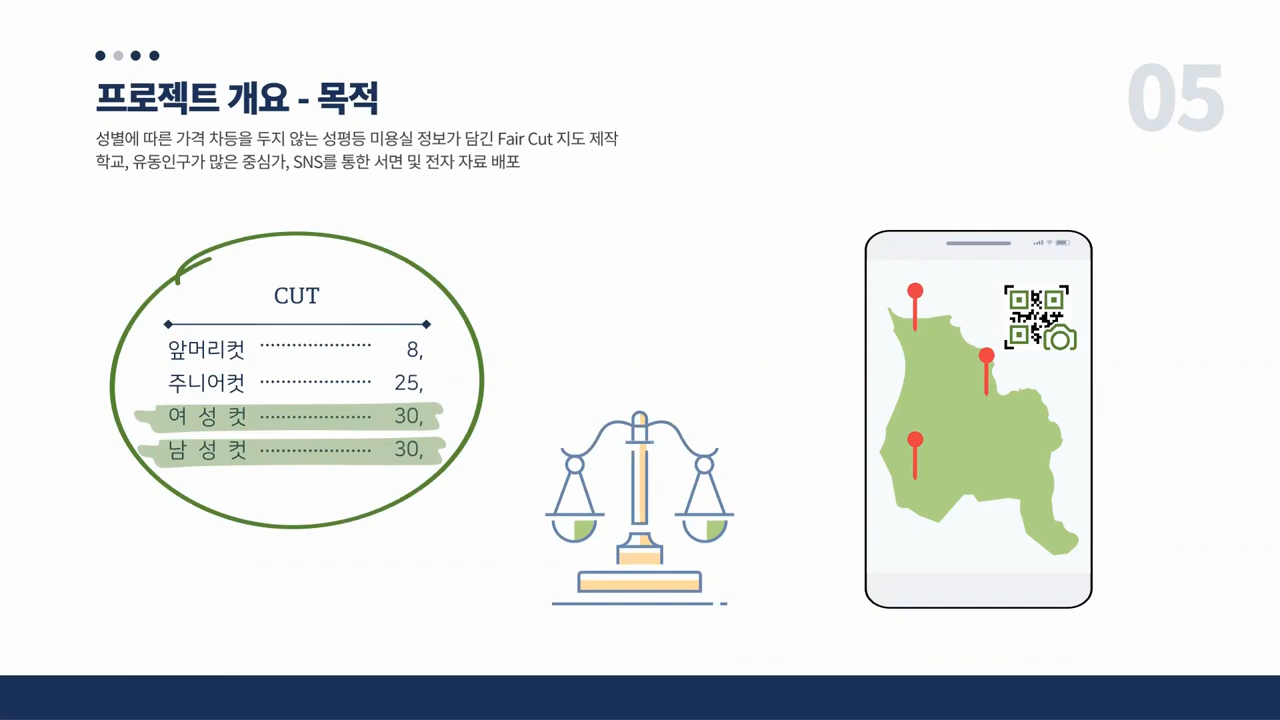 프로젝트 개요 - 목적
05
성별에 따른 가격 차등을 두지 않는 성평등 미용실 정보가 담긴 Fair Cut 지도 제작
학교, 유동인구가 많은 중심가, SNS를 통한 서면 및 전자 자료 배포
CUT
앞머리컷 ······················ 8,
주니어컷 ······················ 25,
여 성 컷 ······················ 30,
남 성 컷 ······················ 30,